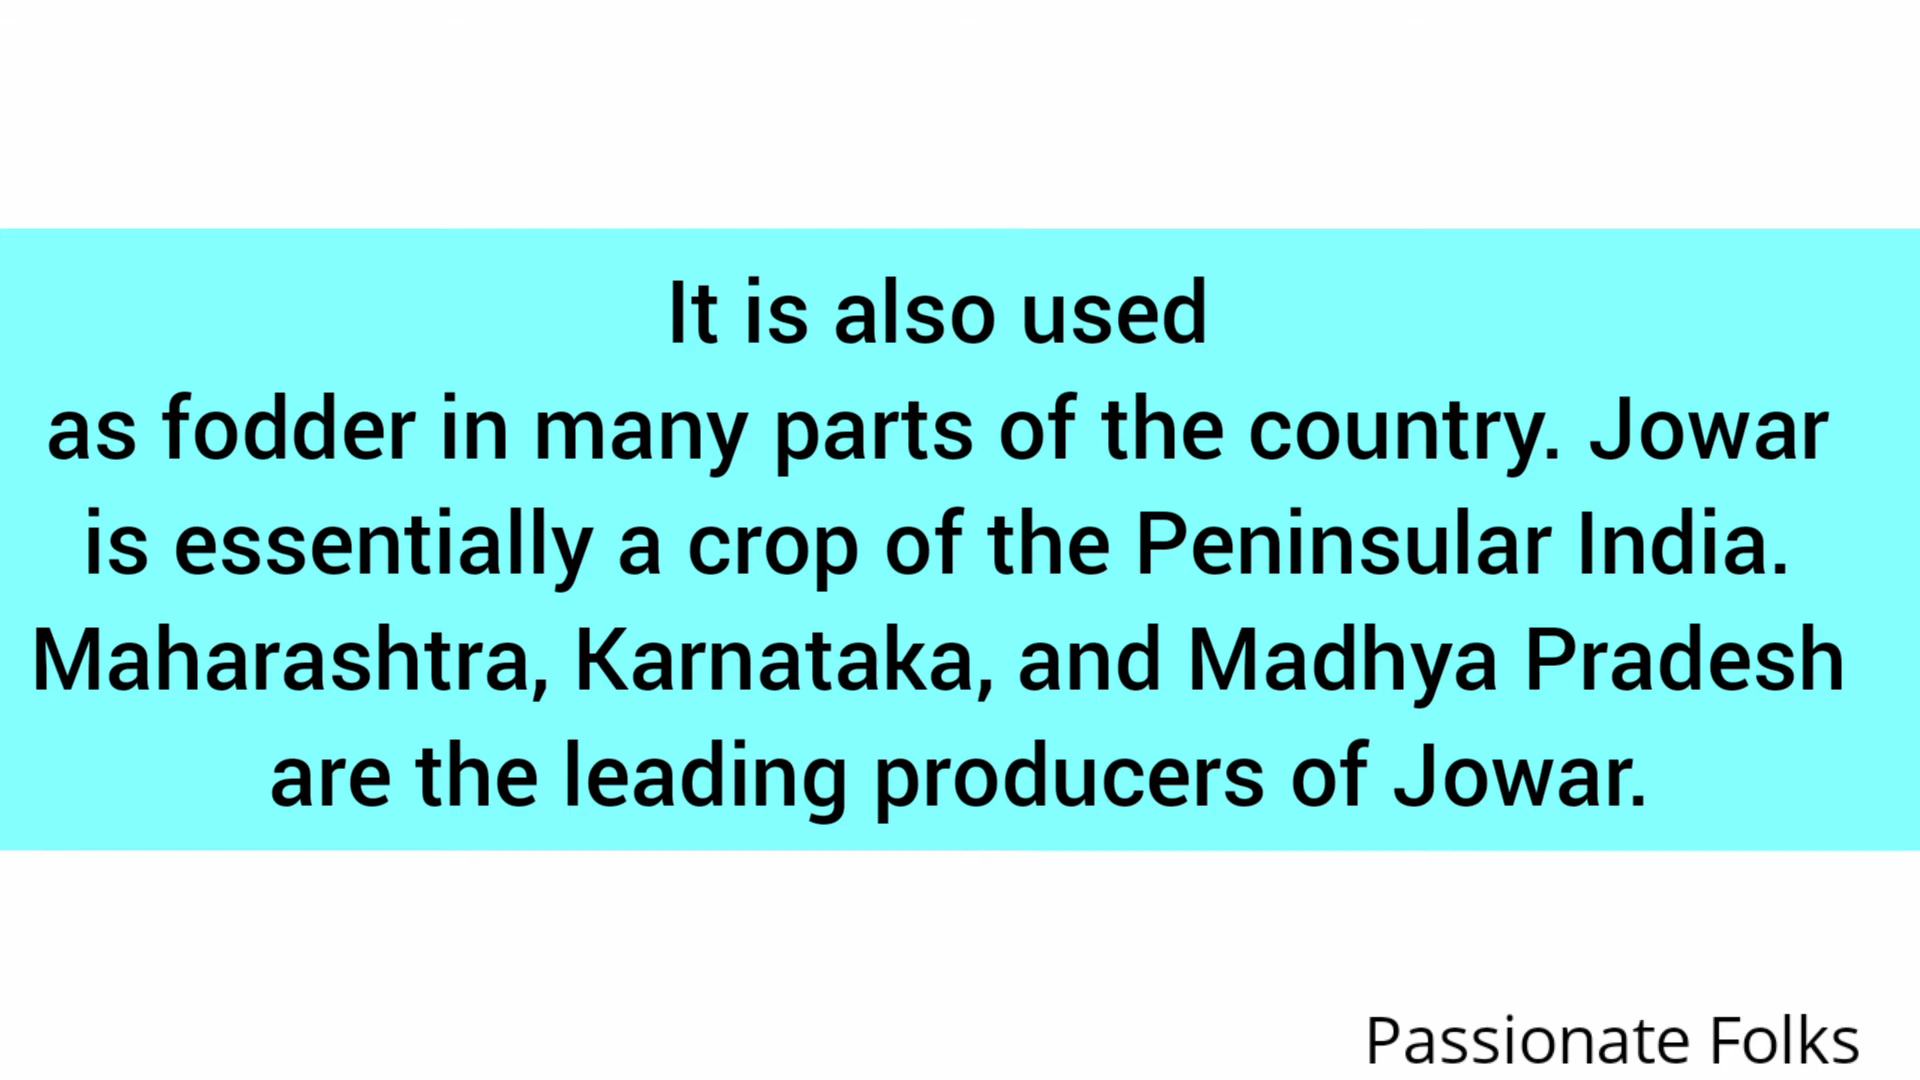 It is also used
as fodder in many parts of the country. Jowar
is essentially a crop of the Peninsular India.
Maharashtra, Karnataka, and Madhya Pradesh
are the leading producers of Jowar.
Passionate Folks